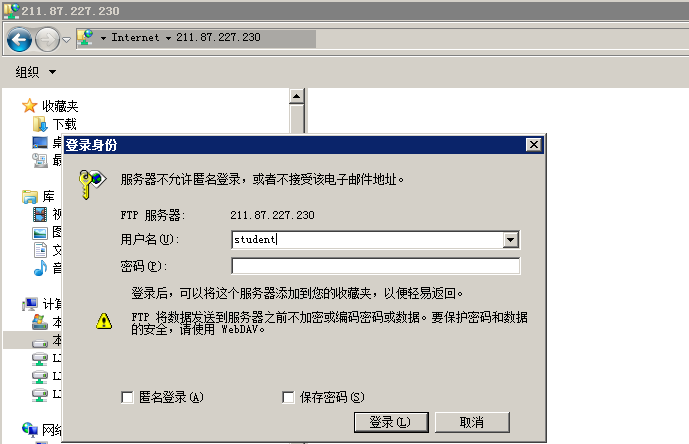 211.87.227.230
Internet 211.87.227.230
组织
收藏夹
下载
登录身份
服务器不允许匿名登录，或者不接受该电子邮件地址。
FTP 服务器: 211.87.227.230
用户名(U): student
密码(P):
登录后，可以将这个服务器添加到您的收藏夹，以便轻易返回。
FTP 将数据发送到服务器之前不加密或编码密码或数据。要保护密码和数据
的安全，请使用 WebDAV。
匿名登录(A) 保存密码(S)
登录(L) 取消
库
网络